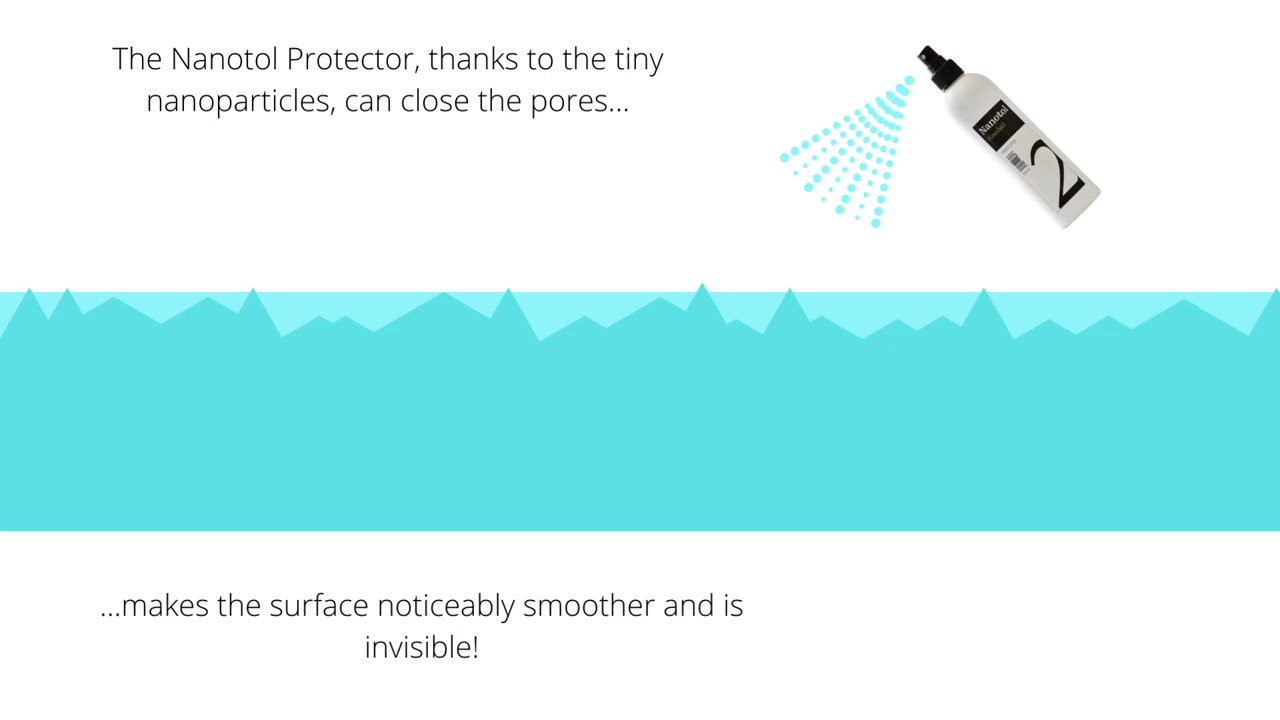 The Nanotol Protector, thanks to the tiny
nanoparticles, can close the pores...
Nanotol
2
...makes the surface noticeably smoother and is
invisible!